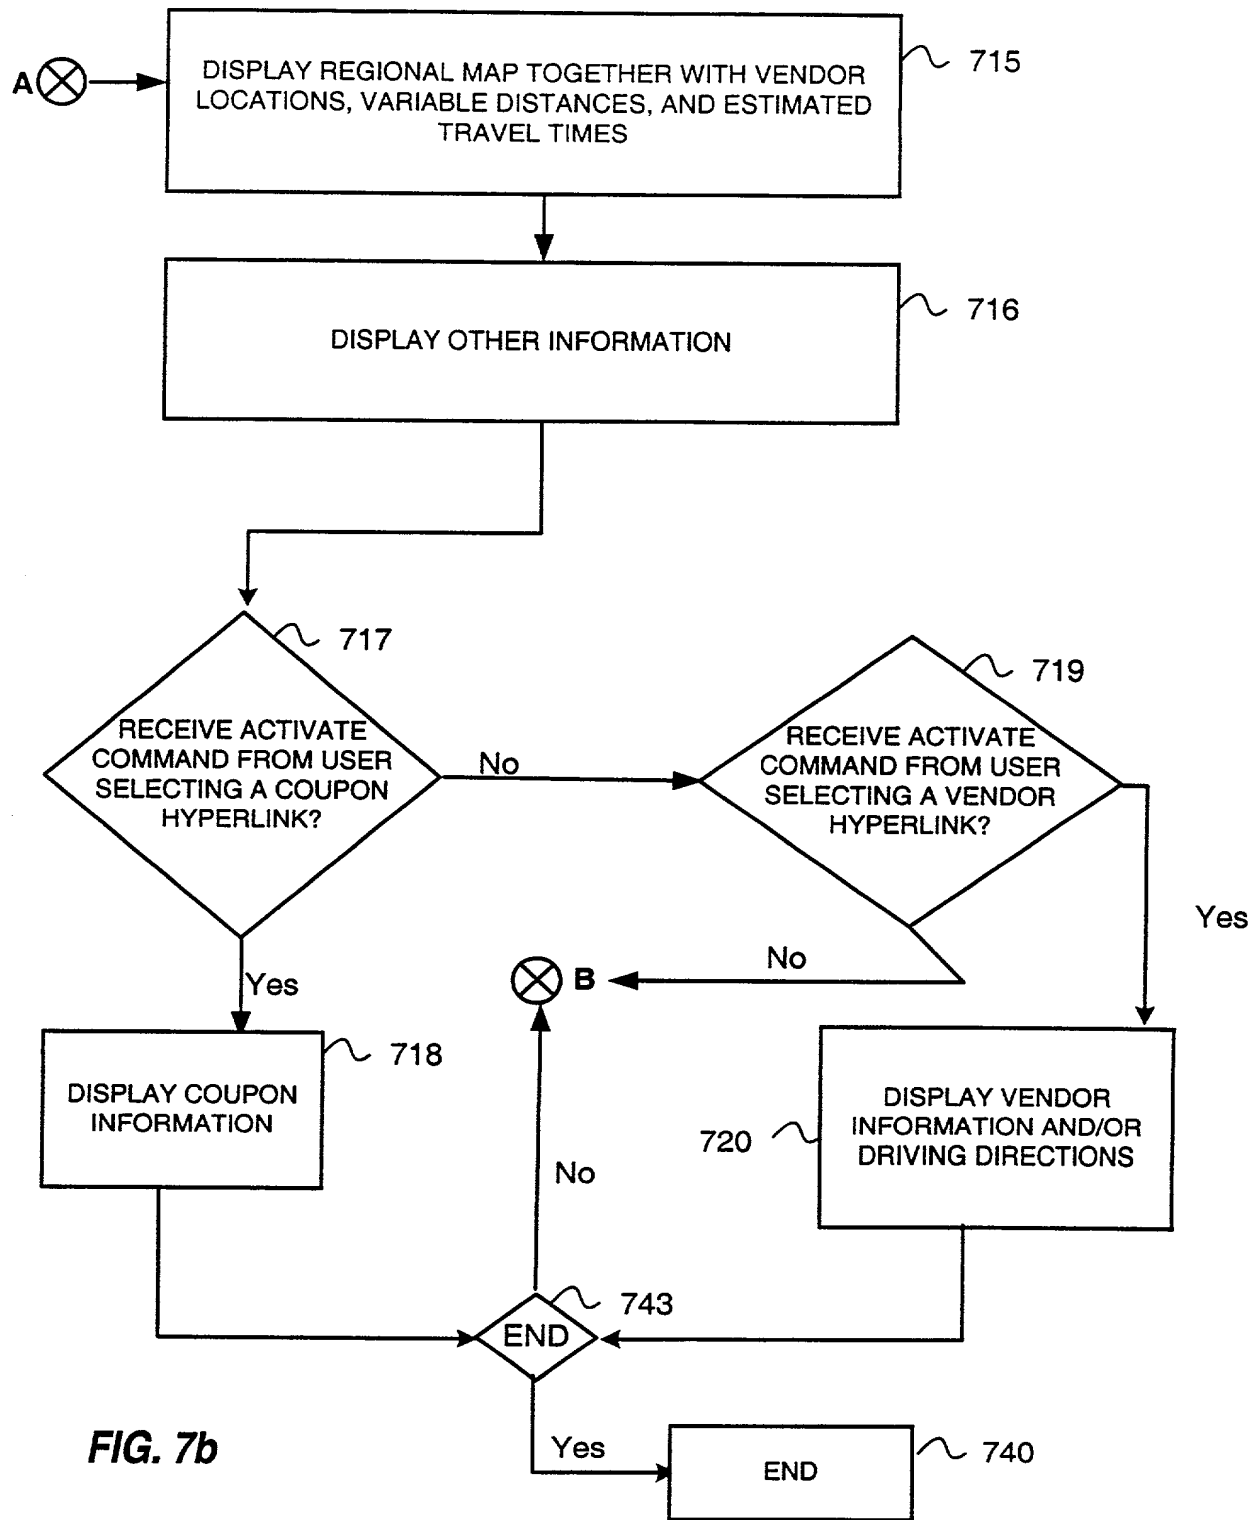 A
DISPLAY REGIONAL MAP TOGETHER WITH VENDOR
LOCATIONS, VARIABLE DISTANCES, AND ESTIMATED
TRAVEL TIMES
715
DISPLAY OTHER INFORMATION
716
717
RECEIVE ACTIVATE
COMMAND FROM USER
SELECTING A COUPON
HYPERLINK?
No
719
RECEIVE ACTIVATE
COMMAND FROM USER
SELECTING A VENDOR
HYPERLINK?
Yes
No
B
Yes
718
DISPLAY COUPON
INFORMATION
720
DISPLAY VENDOR
INFORMATION AND/OR
DRIVING DIRECTIONS
No
743
END
Yes
END
740
FIG. 7b